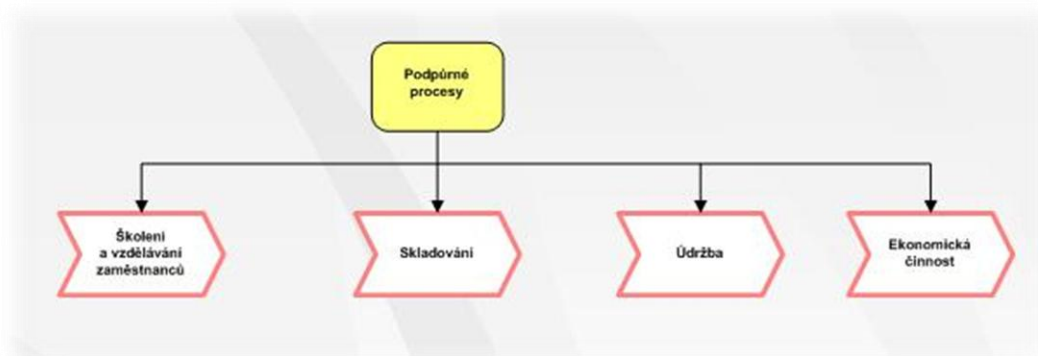 Podpůrné
procesy
Školení
a vzdělávání
zaměstnanců
Skladování
Údržba
Ekonomická
činnost